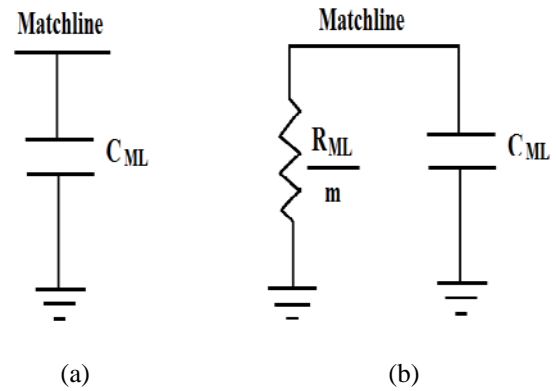 Matchline
C_ML
(a)
Matchline
R_ML
m
C_ML
(b)